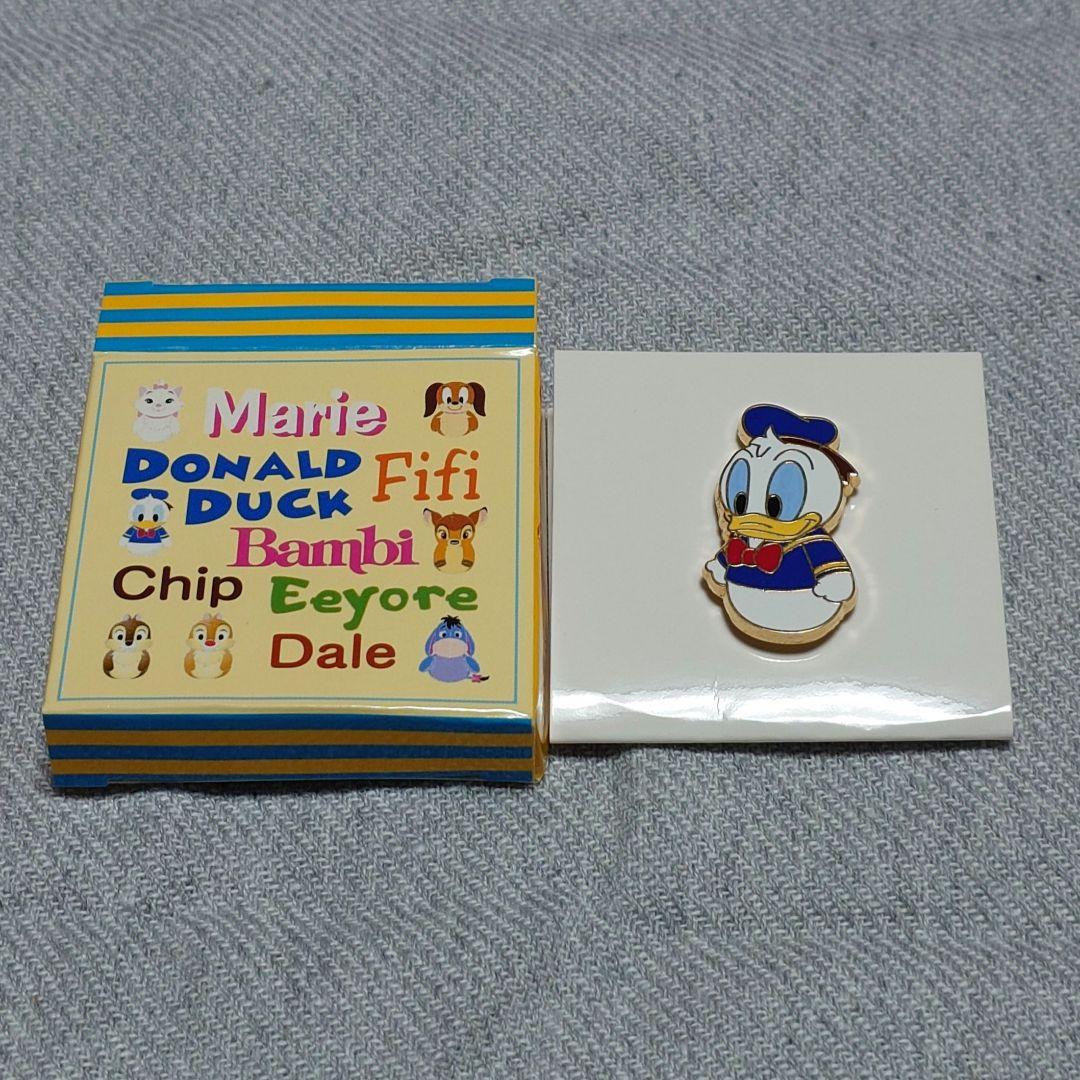 Marie
DONALD Fifi
DUCK
Bambi
Chip Eeyore
Dale